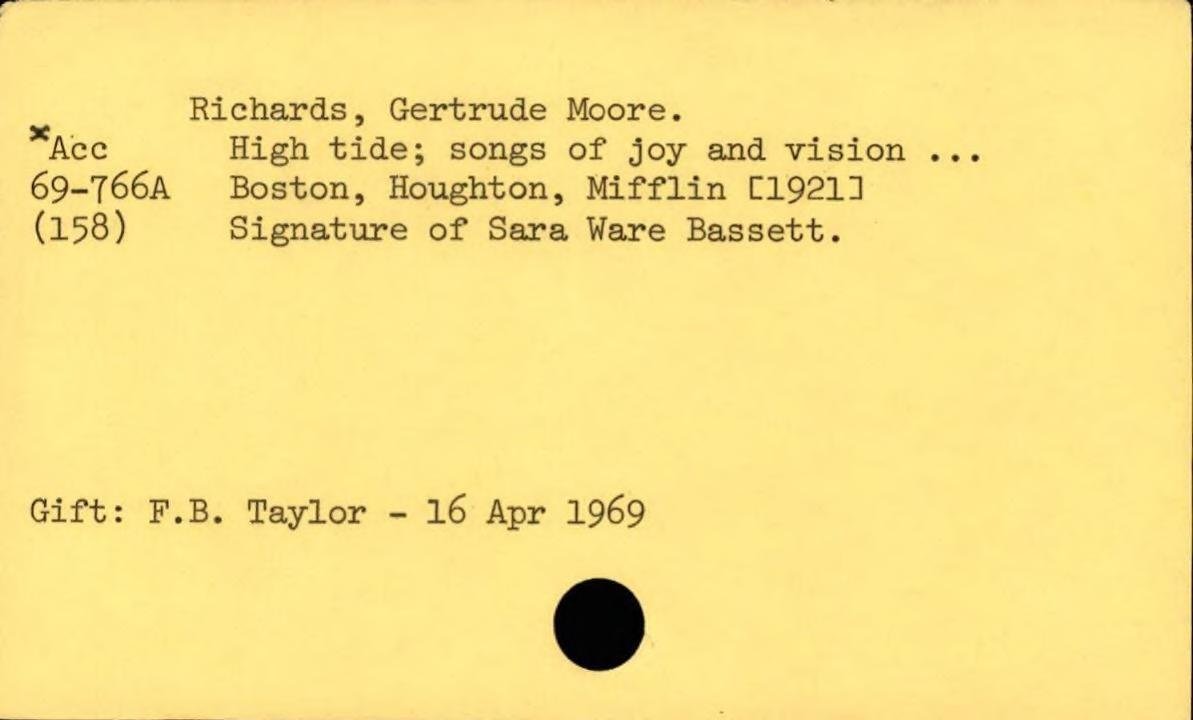 Richards, Gertrude Moore.
*Acc High tide; songs of joy and vision ...
69-766A Boston, Houghton, Mifflin [1921]
(158) Signature of Sara Ware Bassett.
Gift: F.B. Taylor - 16 Apr 1969